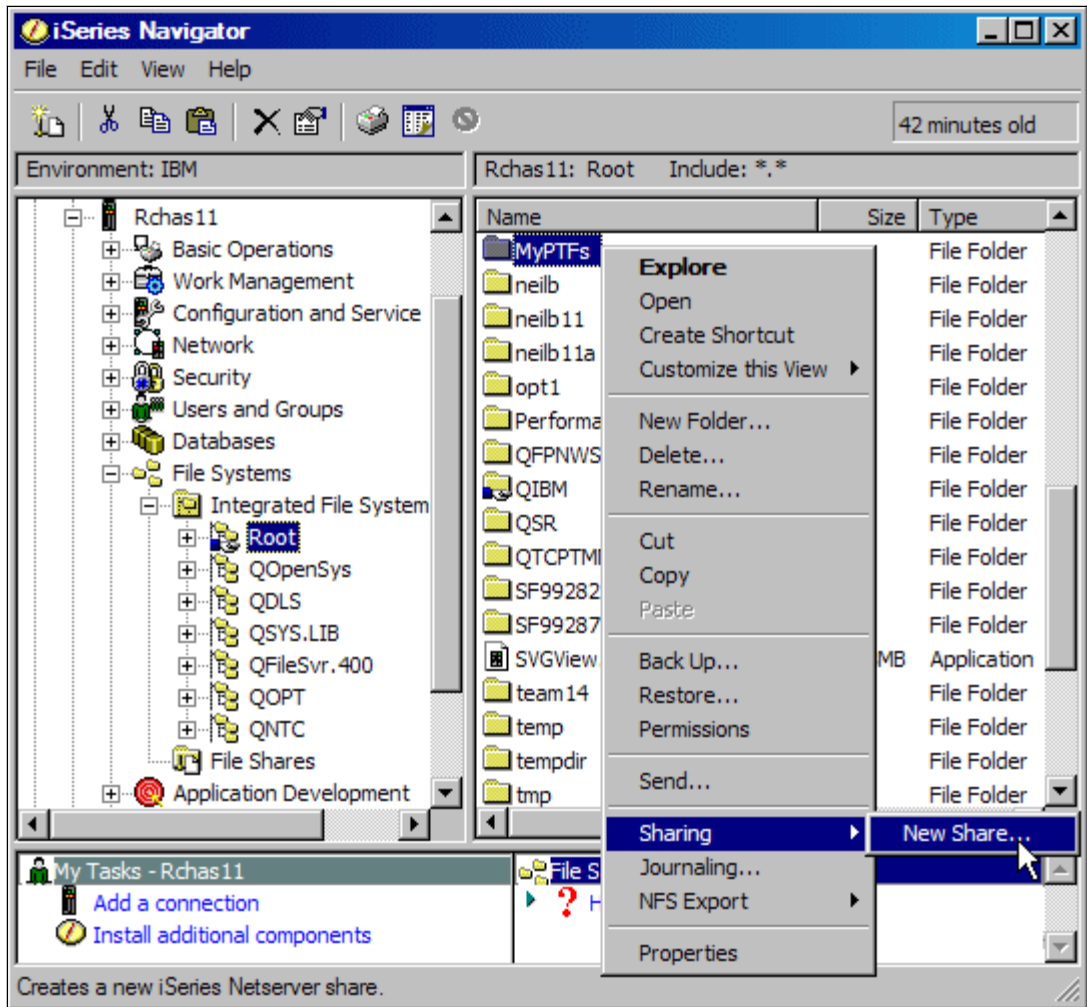 iSeries Navigator
File Edit View Help
42 minutes old
Environment: IBM
Rchas11: Root Include: *.*
Rchas11
Basic Operations
Work Management
Configuration and Service
Network
Security
Users and Groups
Databases
File Systems
Integrated File System
Root
QOpenSys
QDLS
QSYS.LIB
QFileSvr.400
QOPT
QNTC
File Shares
Application Development
Name Size Type
MyPTFs File Folder
neilb File Folder
neilb11 File Folder
neilb11a File Folder
opt1 File Folder
Performa File Folder
QFPNWS File Folder
QIBM File Folder
QSR File Folder
QTCPTM File Folder
SF99282 File Folder
SF99287 File Folder
SVGView MB Application
team14 File Folder
temp File Folder
tempdir File Folder
tmp File Folder
Explore
Open
Create Shortcut
Customize this View
New Folder...
Delete...
Rename...
Cut
Copy
Paste
Back Up...
Restore...
Permissions
Send...
Sharing
New Share...
Journaling...
NFS Export
Properties
My Tasks - Rchas11
Add a connection
Install additional components
File S
H
Creates a new iSeries Netserver share.